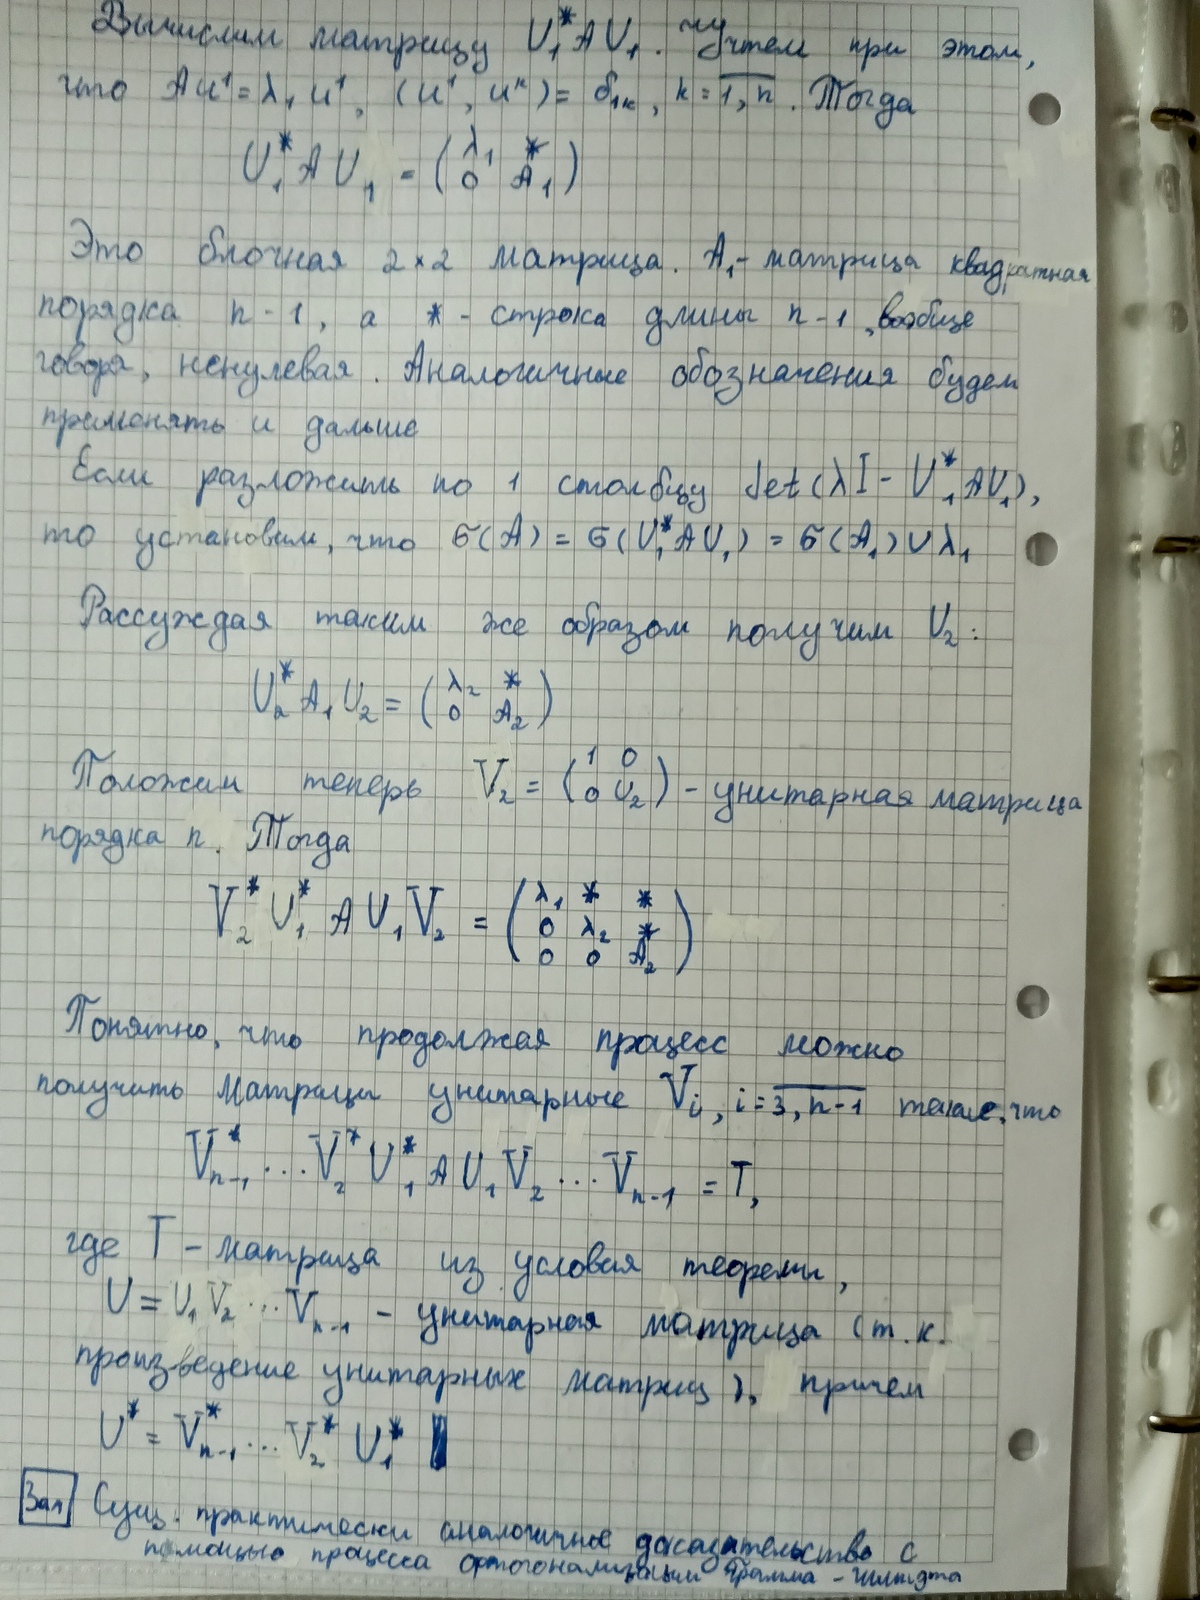 Вычислим матрицу U₁*AU₁. Учтем при этом,
что Au¹=λ₁u¹, (u¹, uᵏ)= δ₁ₖ, k=1,n. Тогда
U₁*AU₁ = (λ₁ *
0 A₁)
Это блочная 2×2 матрица. A₁- матрица квадратная
порядка n-1, а * - строка длины n-1, вообще
говоря, ненулевая. Аналогичные обозначения будем
применять и дальше
Если разложить по 1 столбцу det(λI- U₁*AU₁),
то установим, что σ(A) = σ(U₁*AU₁) = σ(A₁)∪λ₁
Рассуждая таким же образом получим U₂:
U₂*A₁U₂= (λ₂ *
0 A₂)
Положим теперь V₂ = (1 0
0 U₂) - унитарная матрица
порядка n. Тогда
V₂*U₁*AU₁V₂ = (λ₁ * *
0 λ₂ *
0 0 A₂)
Понятно, что продолжая процесс можно
получить матрицы унитарные Vᵢ, i=3,n-1 такие, что
Vₙ₋₁* ... V₂*U₁*AU₁V₂...Vₙ₋₁ = T,
где T - матрица из условая теоремы,
U = U₁V₂...Vₙ₋₁ - унитарная матрица (т.к.
произведение унитарных матриц), причем
U* = Vₙ₋₁*...V₂*U₁*
Зам Сущ. практически аналогичное доказательство с
помощью процесса ортогонализации Грамма - Шмидта